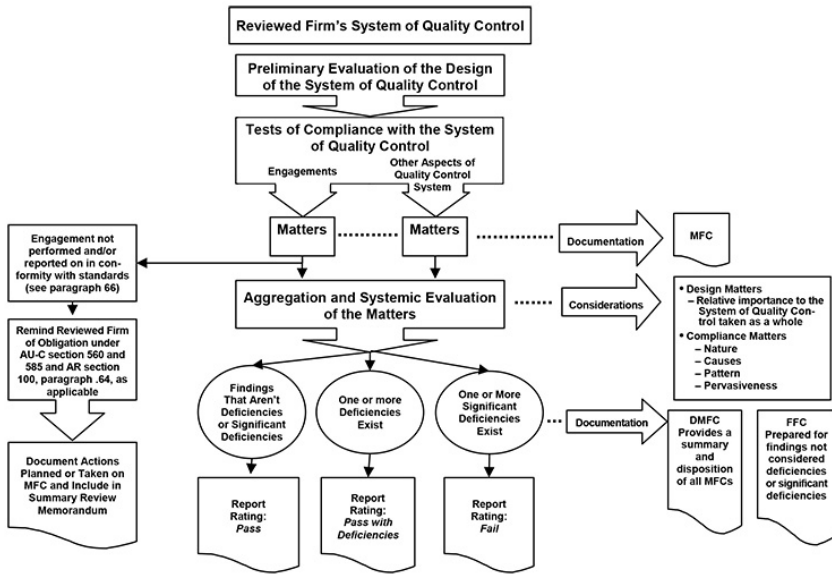 Reviewed Firm's System of Quality Control
Preliminary Evaluation of the Design
of the System of Quality Control
Tests of Compliance with the System
of Quality Control
Engagements
Other Aspects of
Quality Control
System
Matters
Matters
Documentation
MFC
Engagement not
performed and/or
reported on in con-
formity with standards
(see paragraph 66)
Aggregation and Systemic Evaluation
of the Matters
Considerations
• Design Matters
– Relative importance to the
System of Quality Con-
trol taken as a whole
• Compliance Matters
– Nature
– Causes
– Pattern
– Pervasiveness
Remind Reviewed Firm
of Obligation under
AU-C section 560 and
585 and AR section
100, paragraph .64, as
applicable
Findings
That Aren't
Deficiencies
or Significant
Deficiencies
One or more
Deficiencies
Exist
One or More
Significant
Deficiencies
Exist
Documentation
DMFC
Provides a
summary
and
disposition
of all MFCs
FFC
Prepared for
findings not
considered
deficiencies
or significant
deficiencies
Document Actions
Planned or Taken on
MFC and Include in
Summary Review
Memorandum
Report
Rating:
Pass
Report
Rating:
Pass with
Deficiencies
Report
Rating:
Fail